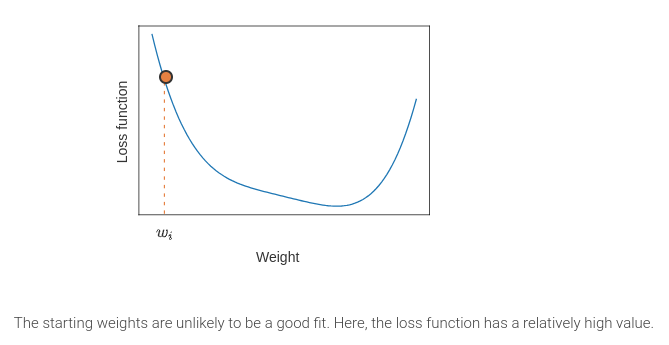 Loss function
wᵢ
Weight
The starting weights are unlikely to be a good fit. Here, the loss function has a relatively high value.